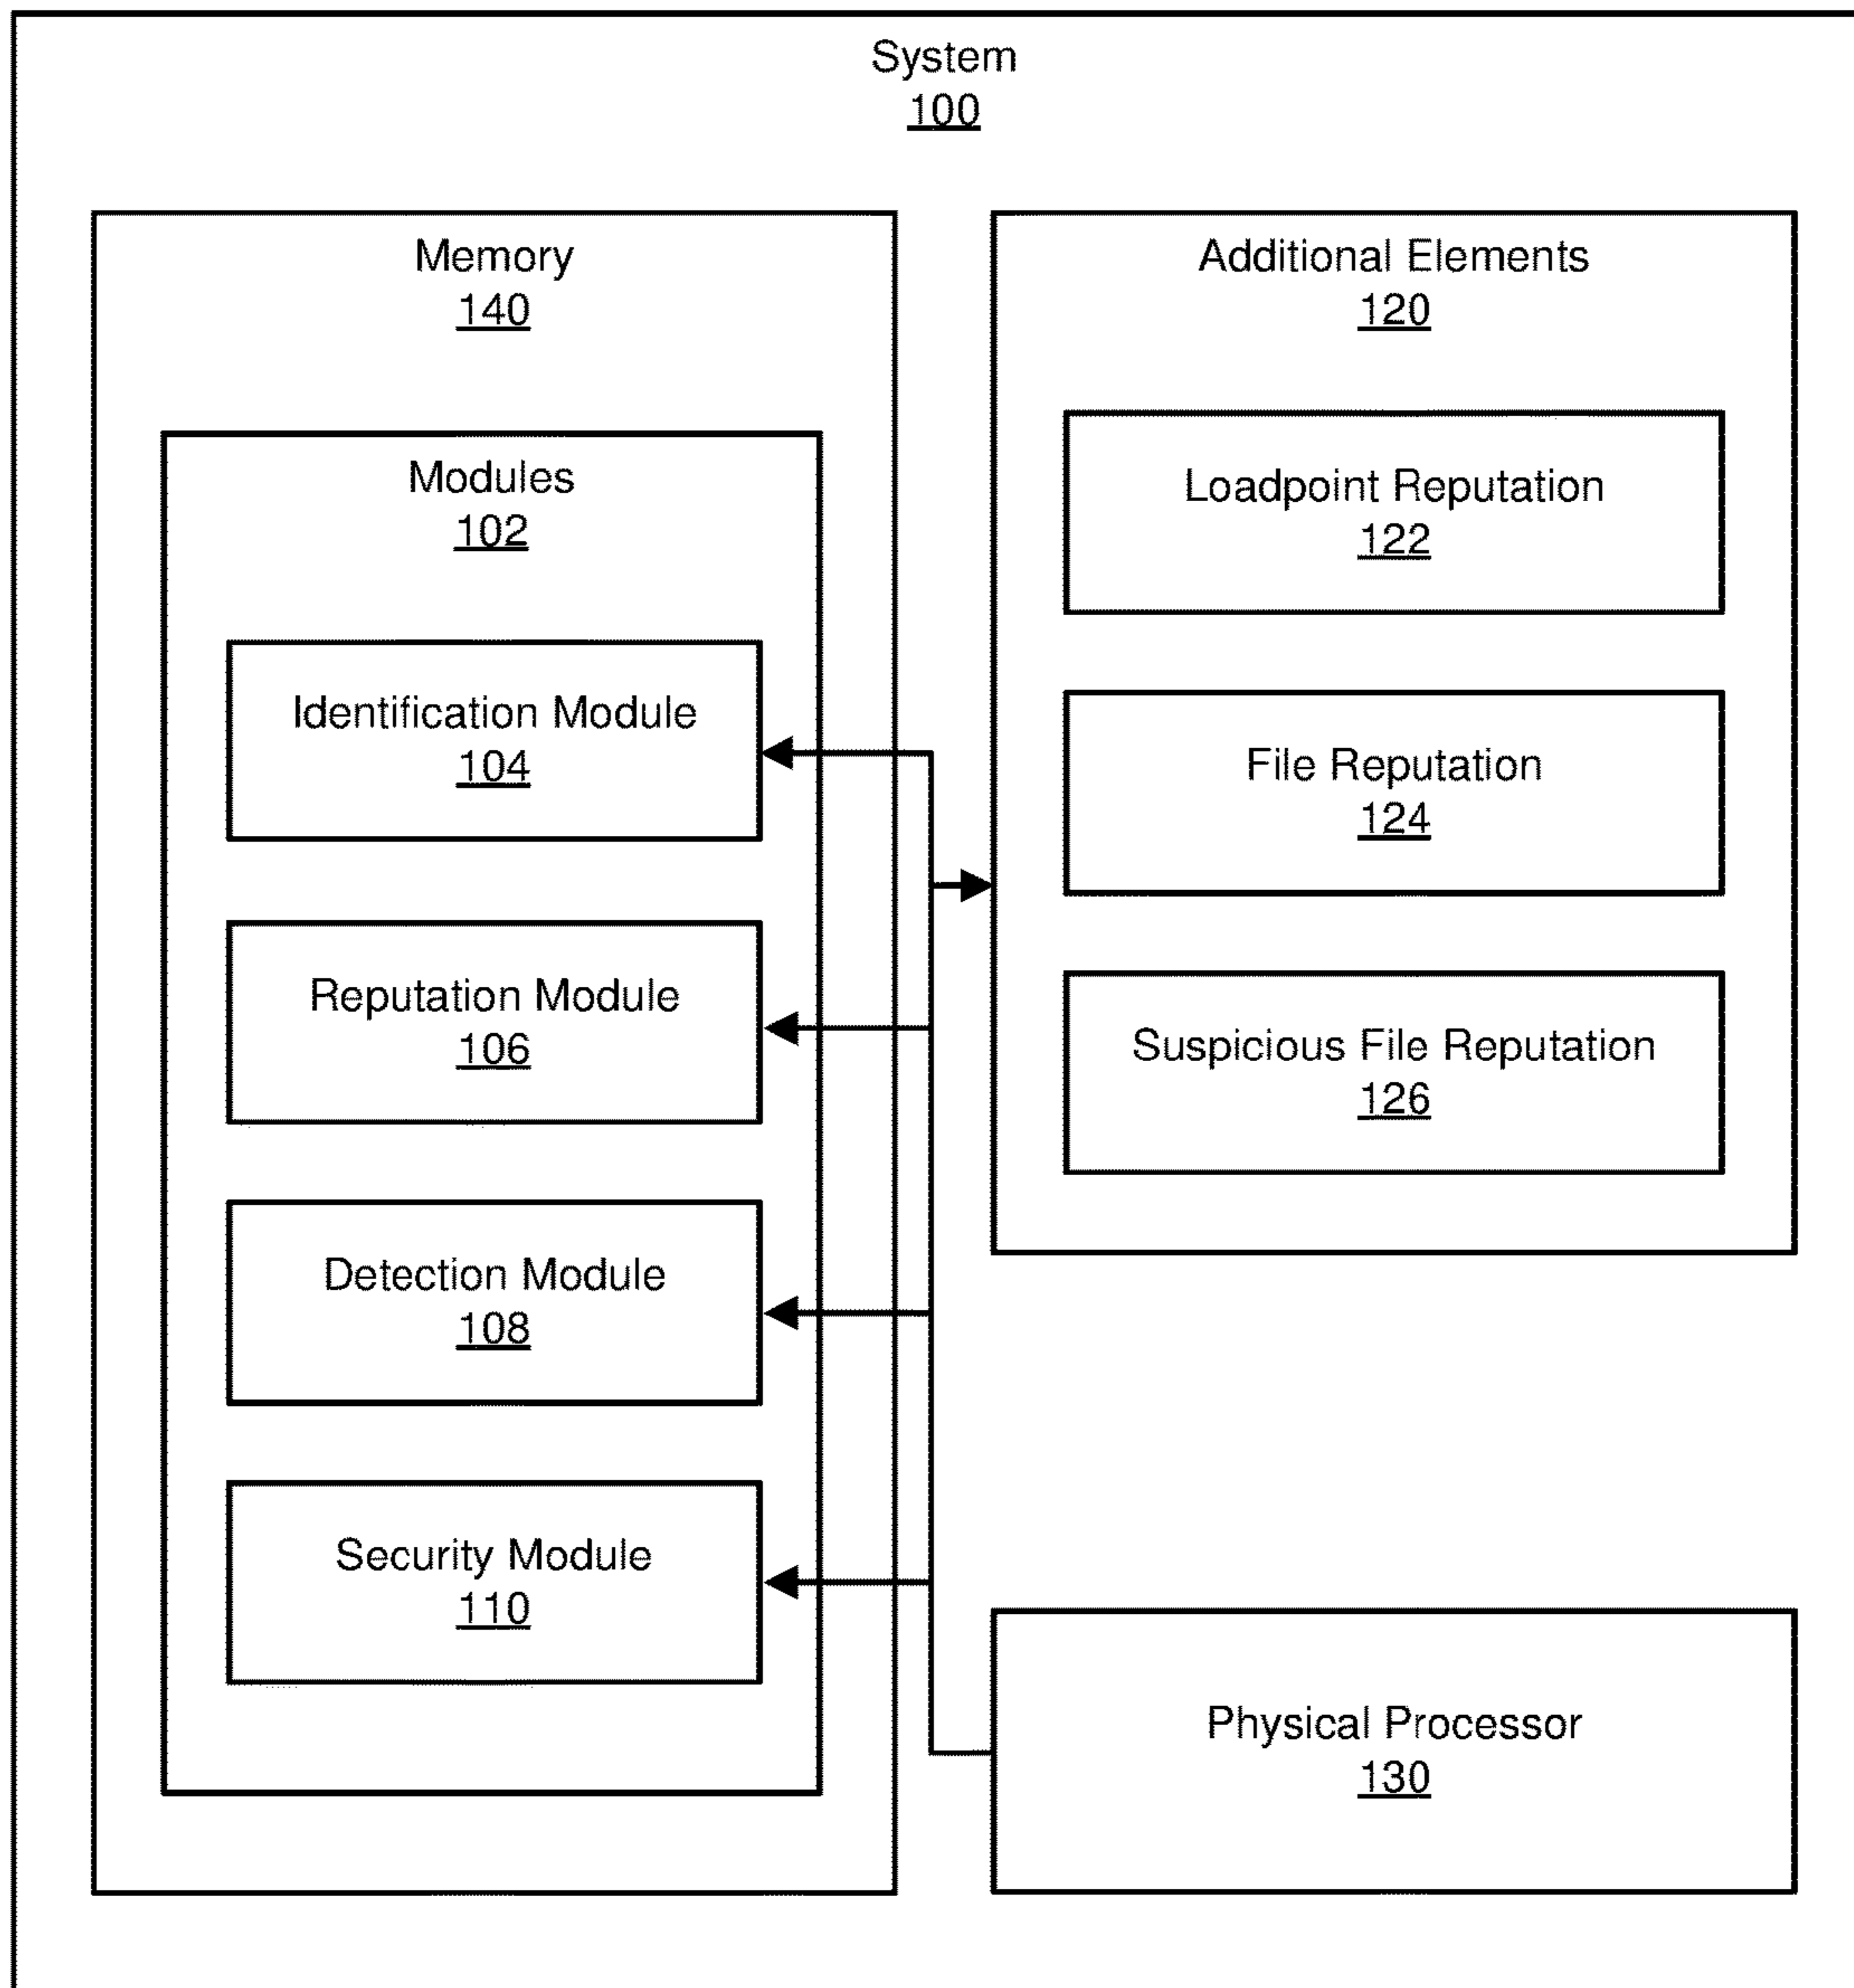 System
100
Memory
140
Modules
102
Identification Module
104
Reputation Module
106
Detection Module
108
Security Module
110
Additional Elements
120
Loadpoint Reputation
122
File Reputation
124
Suspicious File Reputation
126
Physical Processor
130